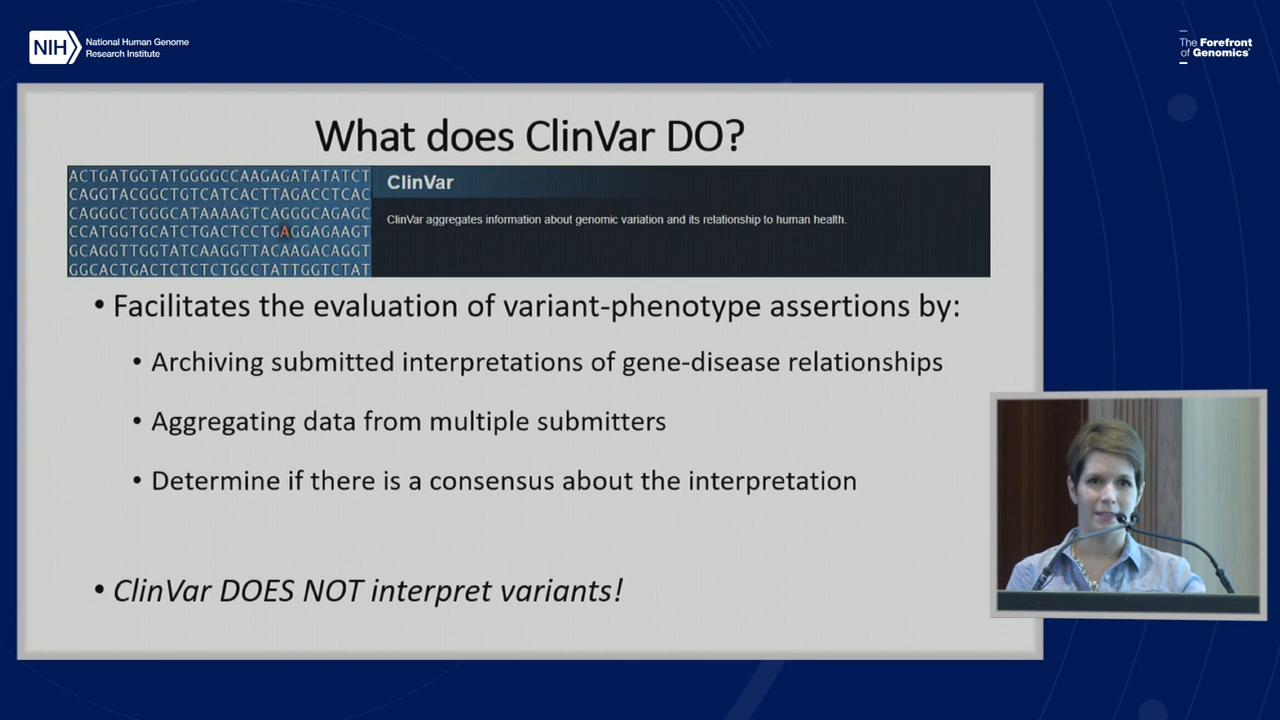 NIH National Human Genome
Research Institute
The Forefront
of Genomics®
What does ClinVar DO?
ACTGATGGTATGGGGCCAAGAGATATATCT
CAGGTACGGCTGTCATCACTTAGACCTCAC
CAGGGCTGGGCATAAAAGTCAGGGCAGAGC
CCATGGTGCATCTGACTCCTGAGGAGAAGT
GCAGGTTGGTATCAAGGTTACAAGACAGGT
GGCACTGACTCTCTCTGCCTATTGGTCTAT
ClinVar
ClinVar aggregates information about genomic variation and its relationship to human health.
• Facilitates the evaluation of variant-phenotype assertions by:
• Archiving submitted interpretations of gene-disease relationships
• Aggregating data from multiple submitters
• Determine if there is a consensus about the interpretation
• ClinVar DOES NOT interpret variants!